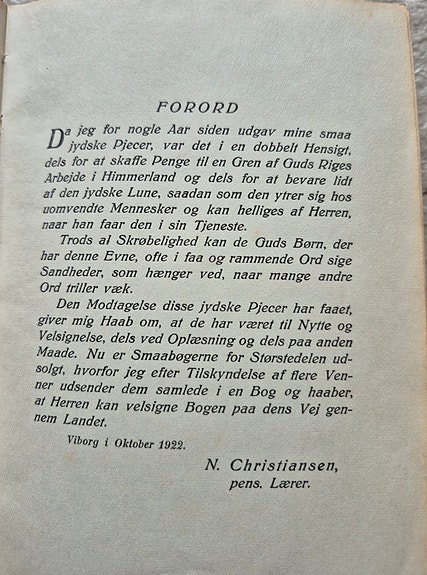 FORORD
Da jeg for nogle Aar siden udgav mine smaa
jydske Pjecer, var det i en dobbelt Hensigt,
dels for at skaffe Penge til en Gren af Guds Riges
Arbejde i Himmerland og dels for at bevare lidt
af den jydske Lune, saadan som den ytrer sig hos
uomvendte Mennesker og kan helliges af Herren,
naar han faar den i sin Tjeneste.
Trods al Skrøbelighed kan de Guds Børn, der
har denne Evne, ofte i faa og rammende Ord sige
Sandheder, som hænger ved, naar mange andre
Ord triller væk.
Den Modtagelse disse jydske Pjecer har faaet,
giver mig Haab om, at de har været til Nytte og
Velsignelse, dels ved Oplæsning og dels paa anden
Maade. Nu er Smaabøgerne for Størstedelen ud-
solgt, hvorfor jeg efter Tilskyndelse af flere Ven-
ner udsender dem samlede i en Bog og haaber,
at Herren kan velsigne Bogen paa dens Vej gen-
nem Landet.
Viborg i Oktober 1922.
N. Christiansen,
pens. Lærer.